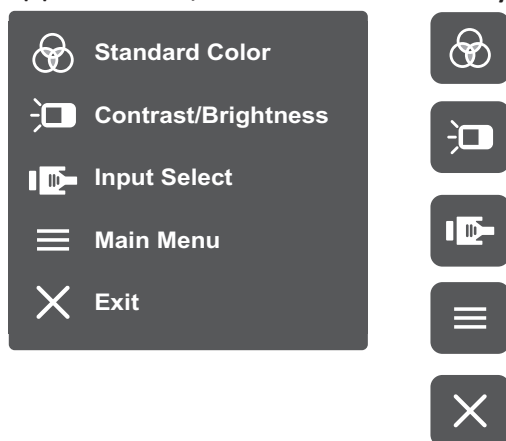 Standard Color
Contrast/Brightness
Input Select
Main Menu
Exit